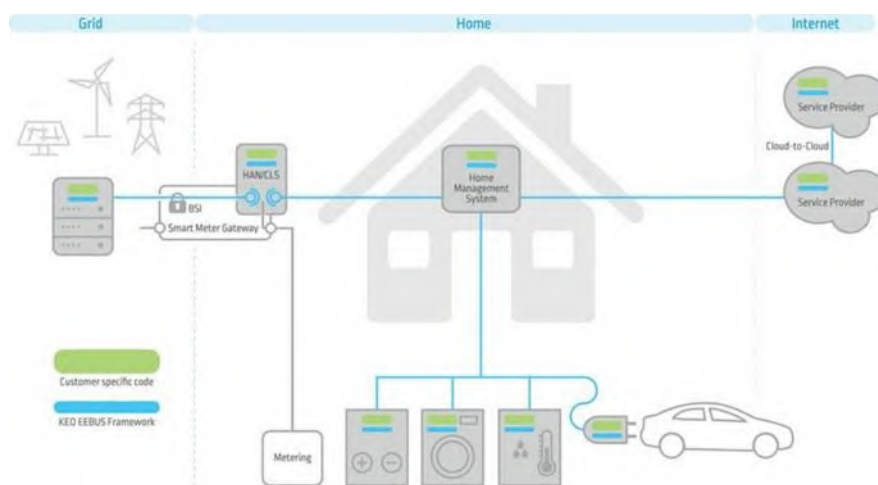 Grid
Home
Internet
Service Provider
Cloud-to-Cloud
HAN/CLS
Home
Management
System
Service Provider
BSI
Smart Meter Gateway
Customer specific code
KEO EEBUS Framework
Metering